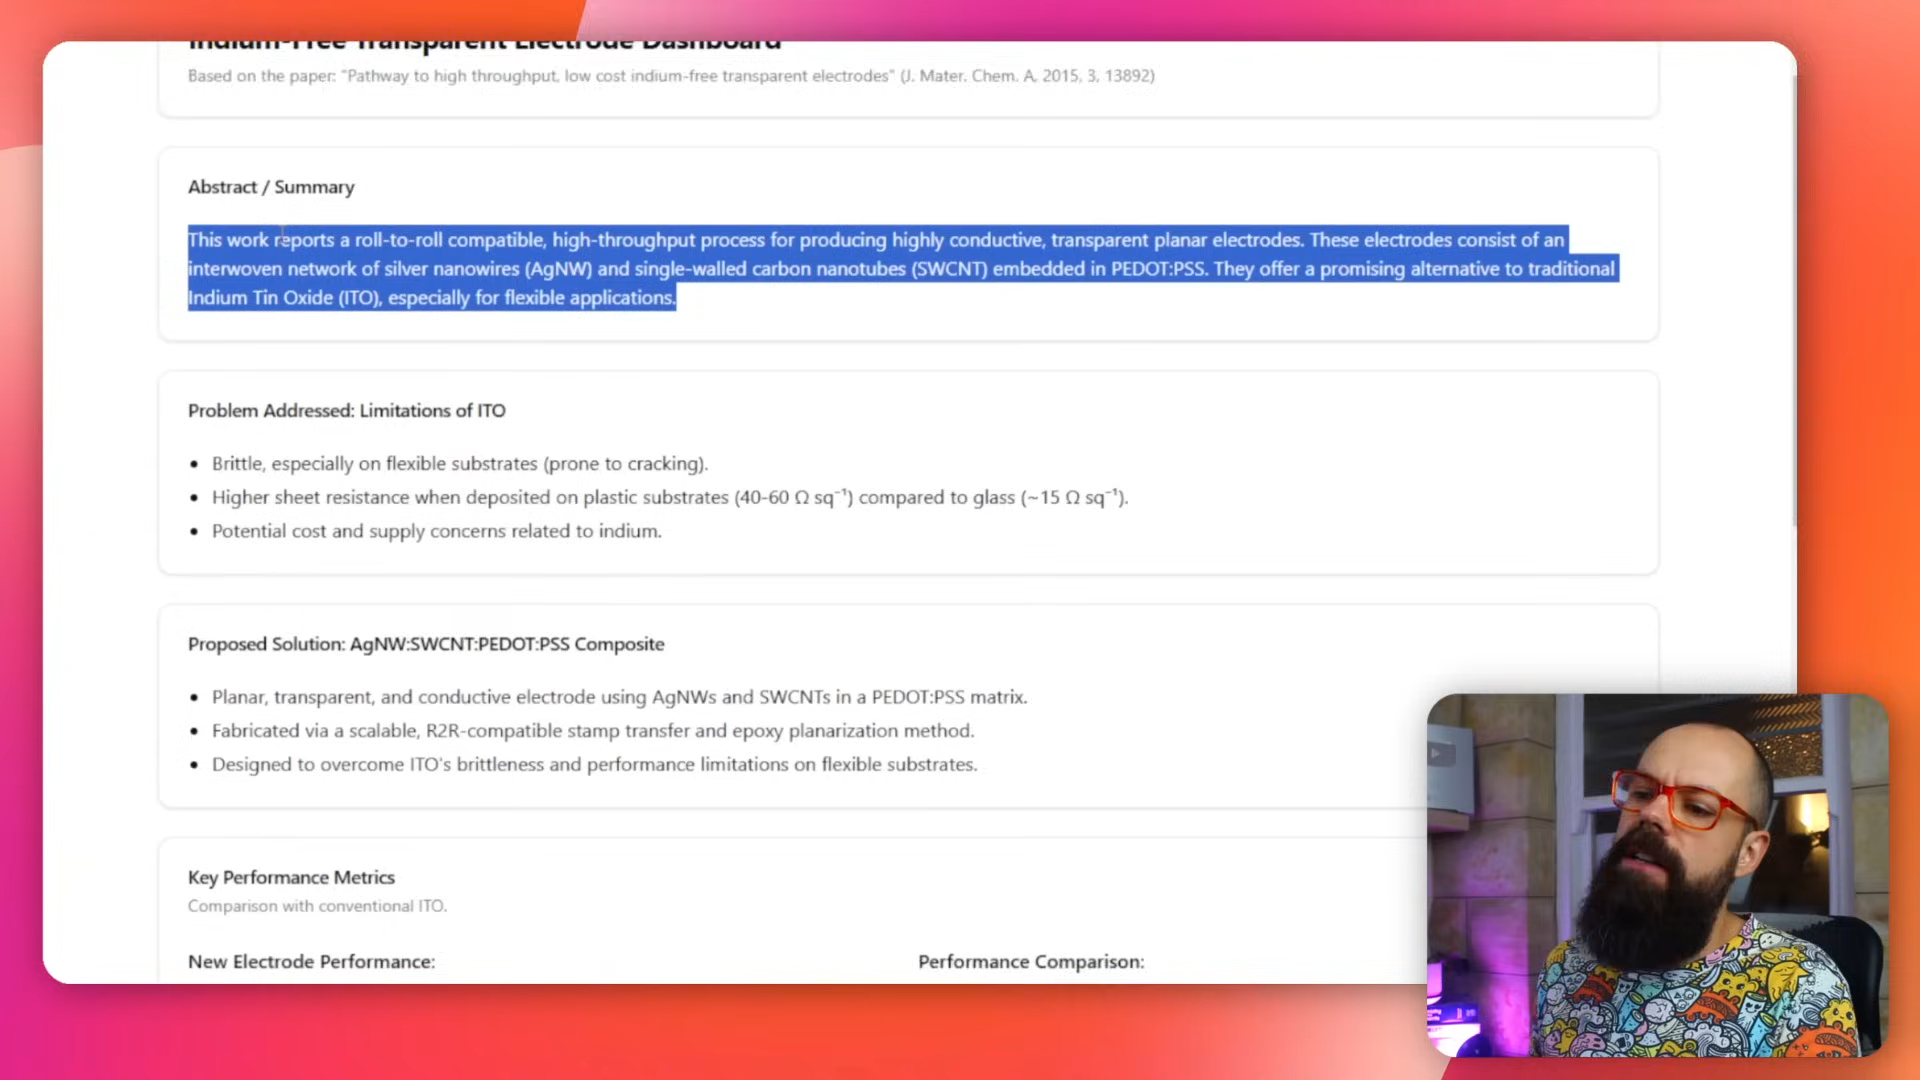 Indium-Free Transparent Electrode Dashboard
Based on the paper: "Pathway to high throughput, low cost indium-free transparent electrodes" (J. Mater. Chem. A, 2015, 3, 13892)
Abstract / Summary
This work reports a roll-to-roll compatible, high-throughput process for producing highly conductive, transparent planar electrodes. These electrodes consist of an
interwoven network of silver nanowires (AgNW) and single-walled carbon nanotubes (SWCNT) embedded in PEDOT:PSS. They offer a promising alternative to traditional
Indium Tin Oxide (ITO), especially for flexible applications.
Problem Addressed: Limitations of ITO
• Brittle, especially on flexible substrates (prone to cracking).
• Higher sheet resistance when deposited on plastic substrates (40-60 Ω sq⁻¹) compared to glass (~15 Ω sq⁻¹).
• Potential cost and supply concerns related to indium.
Proposed Solution: AgNW:SWCNT:PEDOT:PSS Composite
• Planar, transparent, and conductive electrode using AgNWs and SWCNTs in a PEDOT:PSS matrix.
• Fabricated via a scalable, R2R-compatible stamp transfer and epoxy planarization method.
• Designed to overcome ITO's brittleness and performance limitations on flexible substrates.
Key Performance Metrics
Comparison with conventional ITO.
New Electrode Performance:
Performance Comparison: